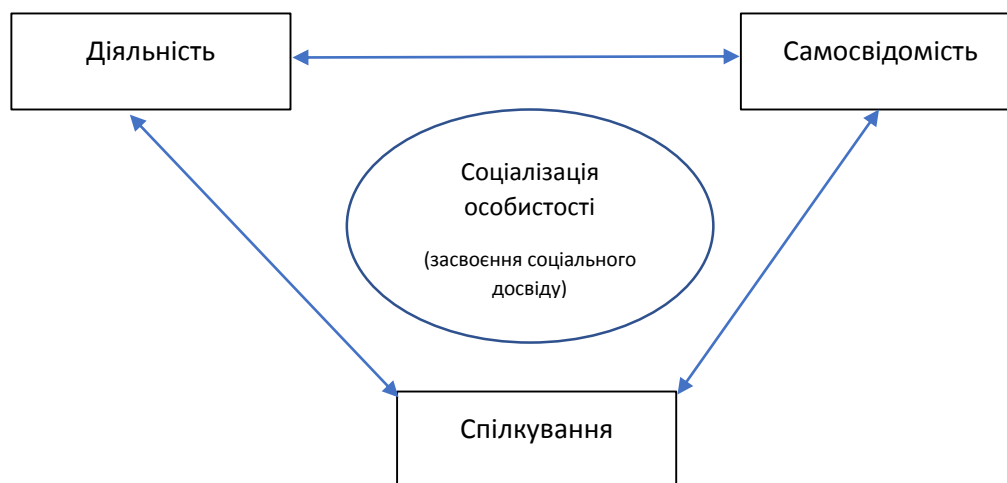 Діяльність
Самосвідомість
Соціалізація
особистості
(засвоєння соціального
досвіду)
Спілкування